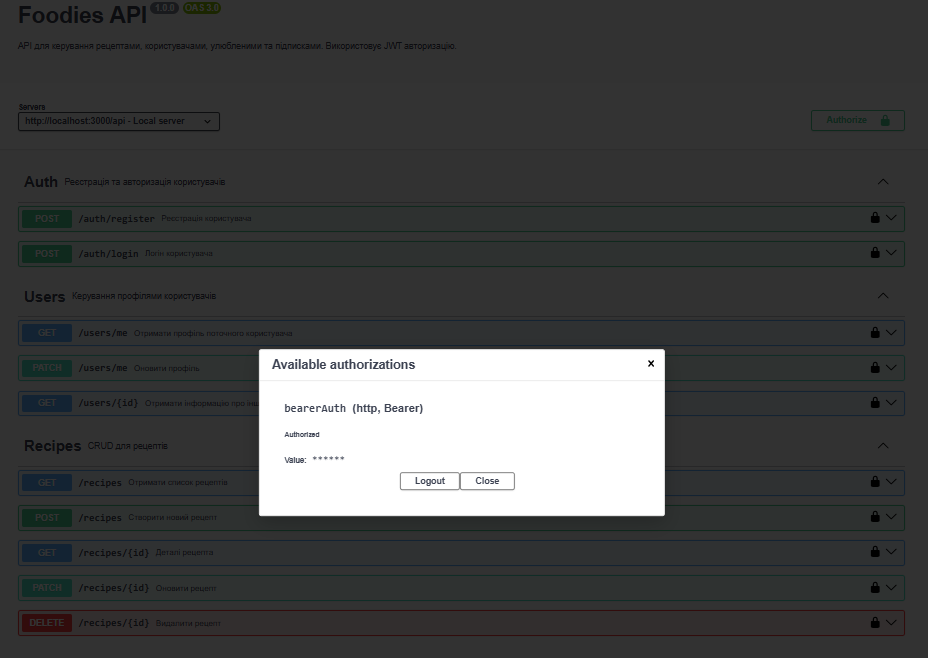 Foodies API 1.0.0 OAS 3.0
API для керування рецептами, користувачами, улюбленими та підписками. Використовує JWT авторизацію.
Servers
http://localhost:3000/api - Local server
Authorize
Auth Реєстрація та авторизація користувачів
POST /auth/register Реєстрація користувача
POST /auth/login Логін користувача
Users Керування профілями користувачів
GET /users/me Отримати профіль поточного користувача
PATCH /users/me Оновити профіль
GET /users/{id} Отримати інформацію про
Available authorizations
bearerAuth (http, Bearer)
Authorized
Value: ******
Logout Close
Recipes CRUD для рецептів
GET /recipes Отримати список рецептів
POST /recipes Створити новий рецепт
GET /recipes/{id} Деталі рецепта
PATCH /recipes/{id} Оновити рецепт
DELETE /recipes/{id} Видалити рецепт